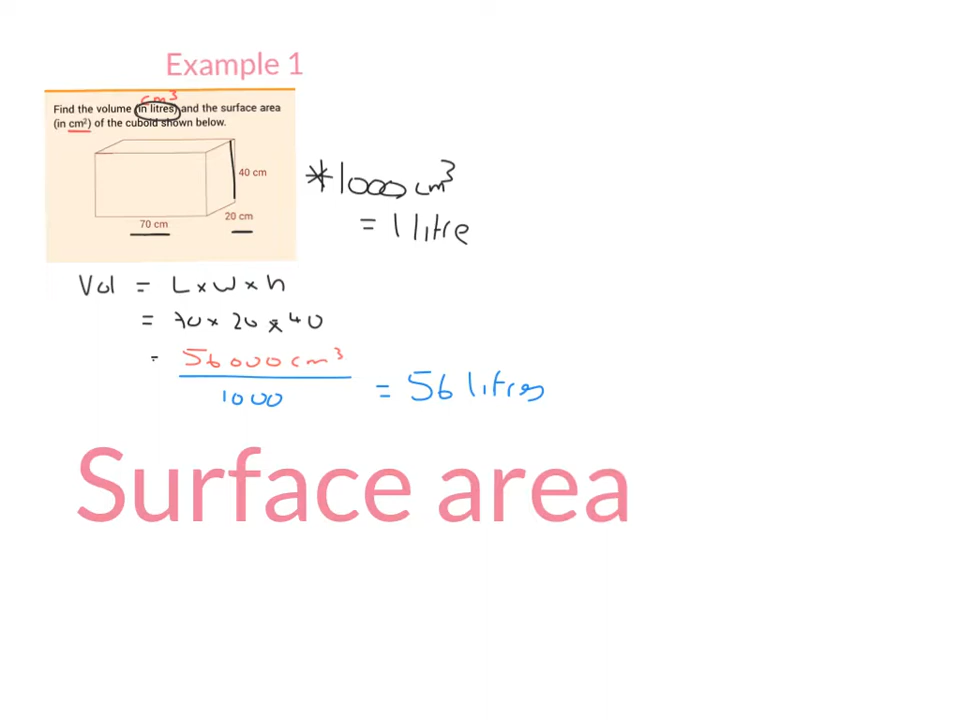 Example 1
cm³
Find the volume (in litres) and the surface area
(in cm²) of the cuboid shown below.
40 cm
20 cm
70 cm
*1000 cm³
= 1 litre
Vol = L x W x h
= 70 x 20 x 40
= 56000 cm³
1000
= 56 litres
Surface area